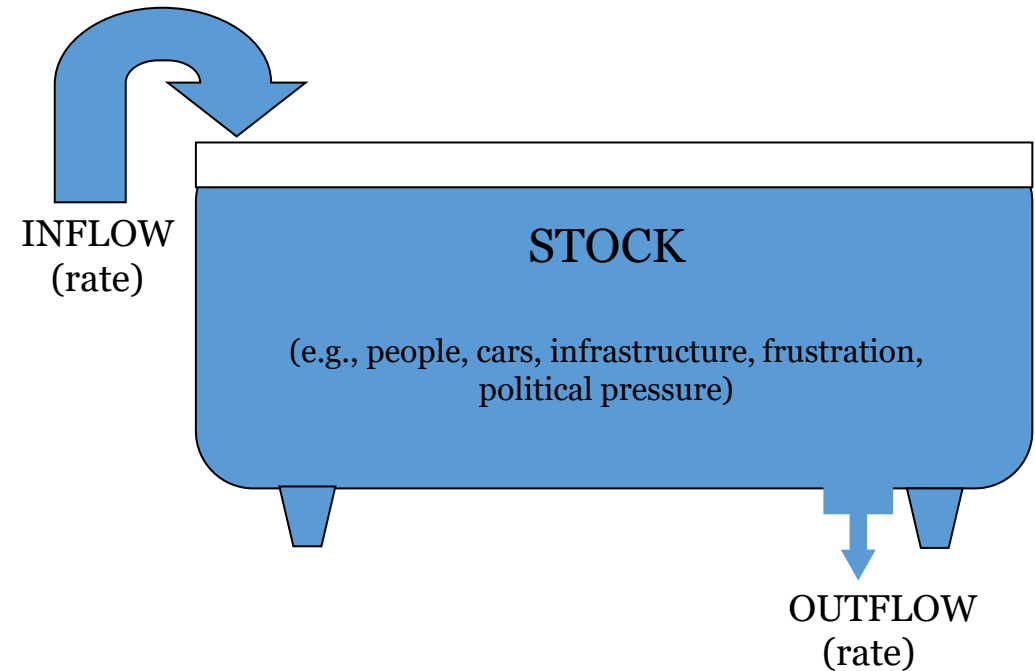 INFLOW
(rate)
STOCK
(e.g., people, cars, infrastructure, frustration,
political pressure)
OUTFLOW
(rate)